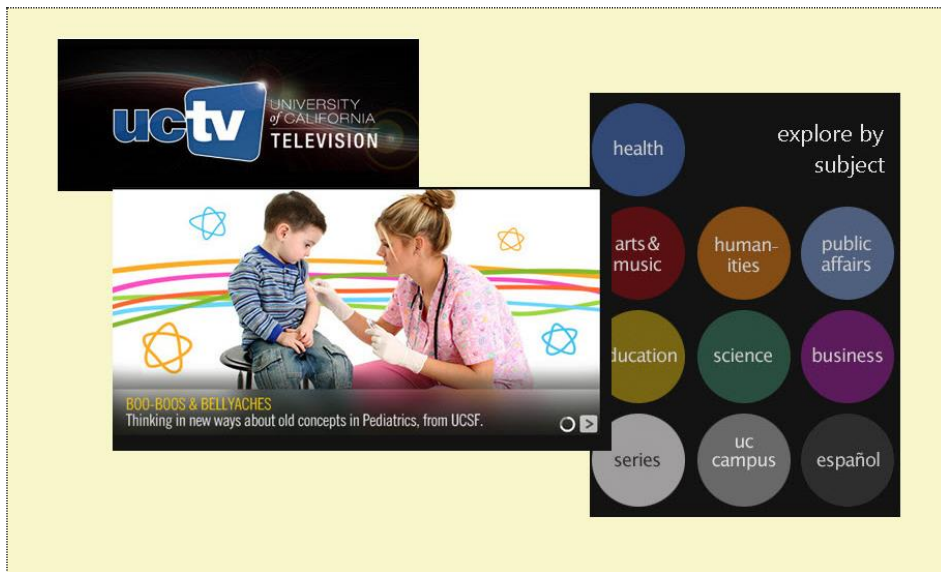 uctv
UNIVERSITY
of CALIFORNIA
TELEVISION
BOO-BOOS & BELLYACHES
Thinking in new ways about old concepts in Pediatrics, from UCSF.
>
explore by
subject
health
arts &
music
human-
ities
public
affairs
ducation
science
business
series
uc
campus
español